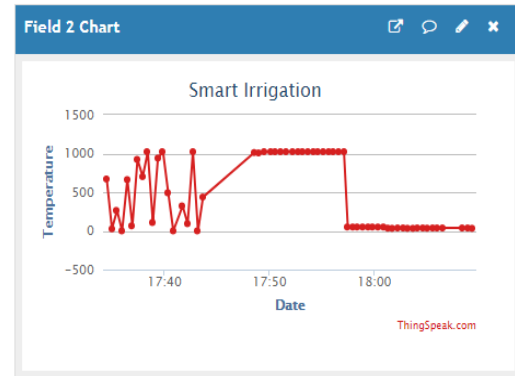 Field 2 Chart
Smart Irrigation
1500
1000
500
0
−500
Temperature
17:40 17:50 18:00
Date
ThingSpeak.com